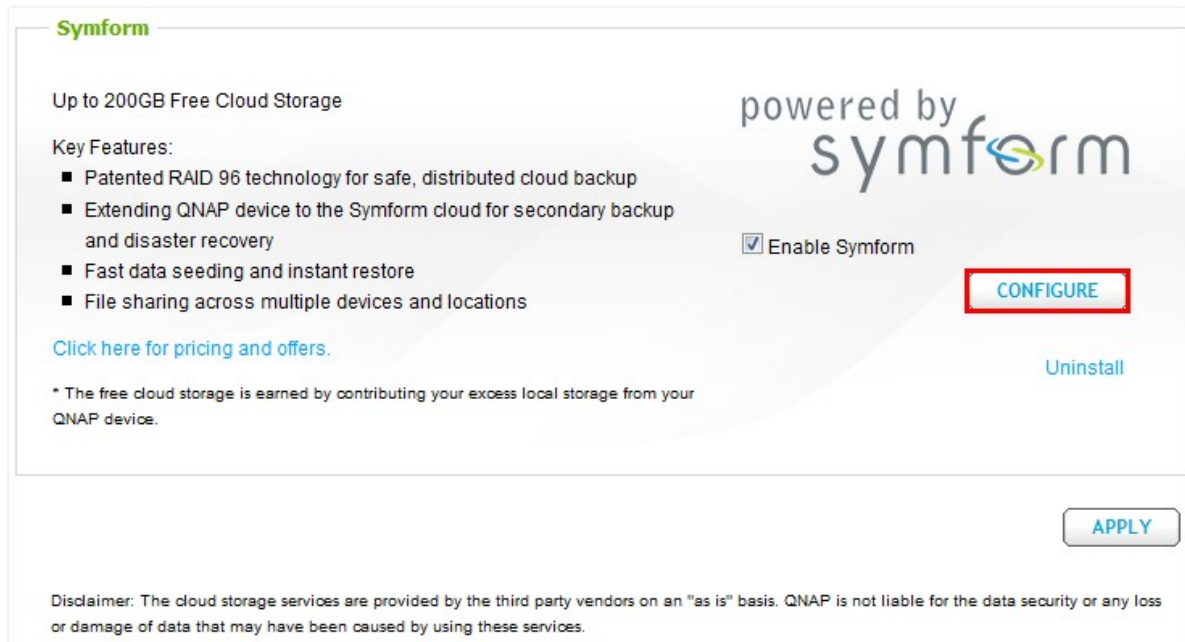 Symform
Up to 200GB Free Cloud Storage
Key Features:
Patented RAID 96 technology for safe, distributed cloud backup
Extending QNAP device to the Symform cloud for secondary backup
and disaster recovery
Fast data seeding and instant restore
File sharing across multiple devices and locations
Click here for pricing and offers.
* The free cloud storage is earned by contributing your excess local storage from your
QNAP device.
powered by
symform
Enable Symform
CONFIGURE
Uninstall
APPLY
Disclaimer: The cloud storage services are provided by the third party vendors on an "as is" basis. QNAP is not liable for the data security or any loss
or damage of data that may have been caused by using these services.